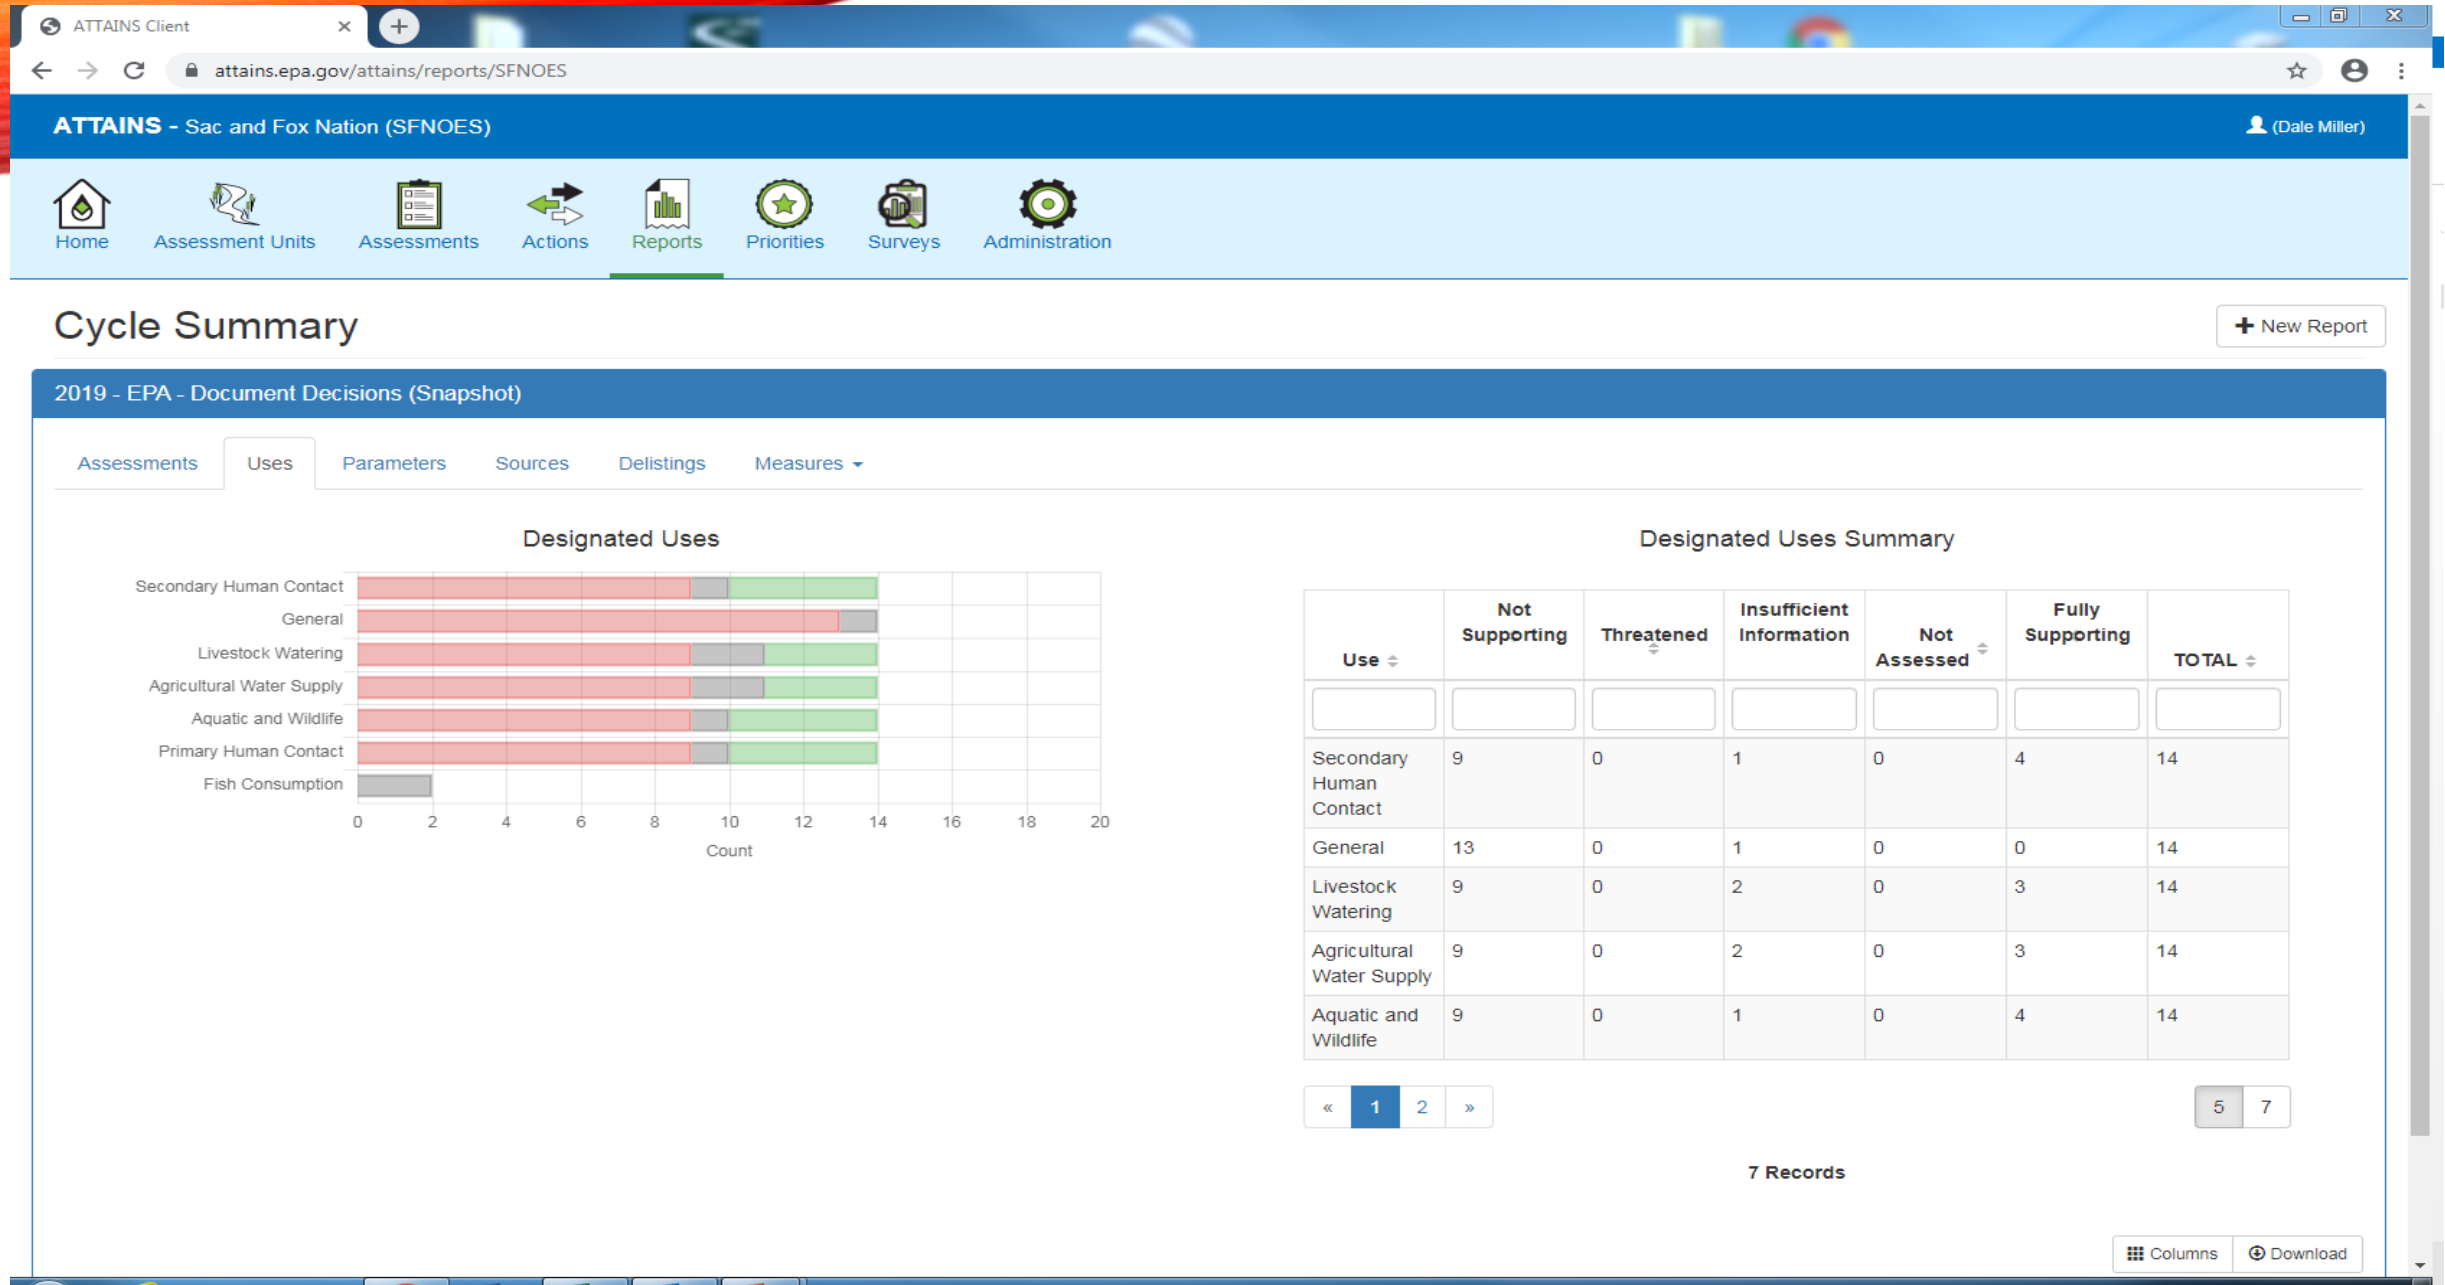 ATTAINS Client
attains.epa.gov/attains/reports/SFNOES
ATTAINS - Sac and Fox Nation (SFNOES)
(Dale Miller)
Home
Assessment Units
Assessments
Actions
Reports
Priorities
Surveys
Administration
Cycle Summary
New Report
2019 - EPA - Document Decisions (Snapshot)
Assessments Uses Parameters Sources Delistings Measures
Designated Uses
Secondary Human Contact
General
Livestock Watering
Agricultural Water Supply
Aquatic and Wildlife
Primary Human Contact
Fish Consumption
0 2 4 6 8 10 12 14 16 18 20
Count
Designated Uses Summary
Use
Not
Supporting
Threatened
Insufficient
Information
Not
Assessed
Fully
Supporting
TOTAL
Secondary
Human
Contact
9 0 1 0 4 14
General 13 0 1 0 0 14
Livestock
Watering
9 0 2 0 3 14
Agricultural
Water Supply
9 0 2 0 3 14
Aquatic and
Wildlife
9 0 1 0 4 14
« 1 2 »
5 7
7 Records
Columns
Download